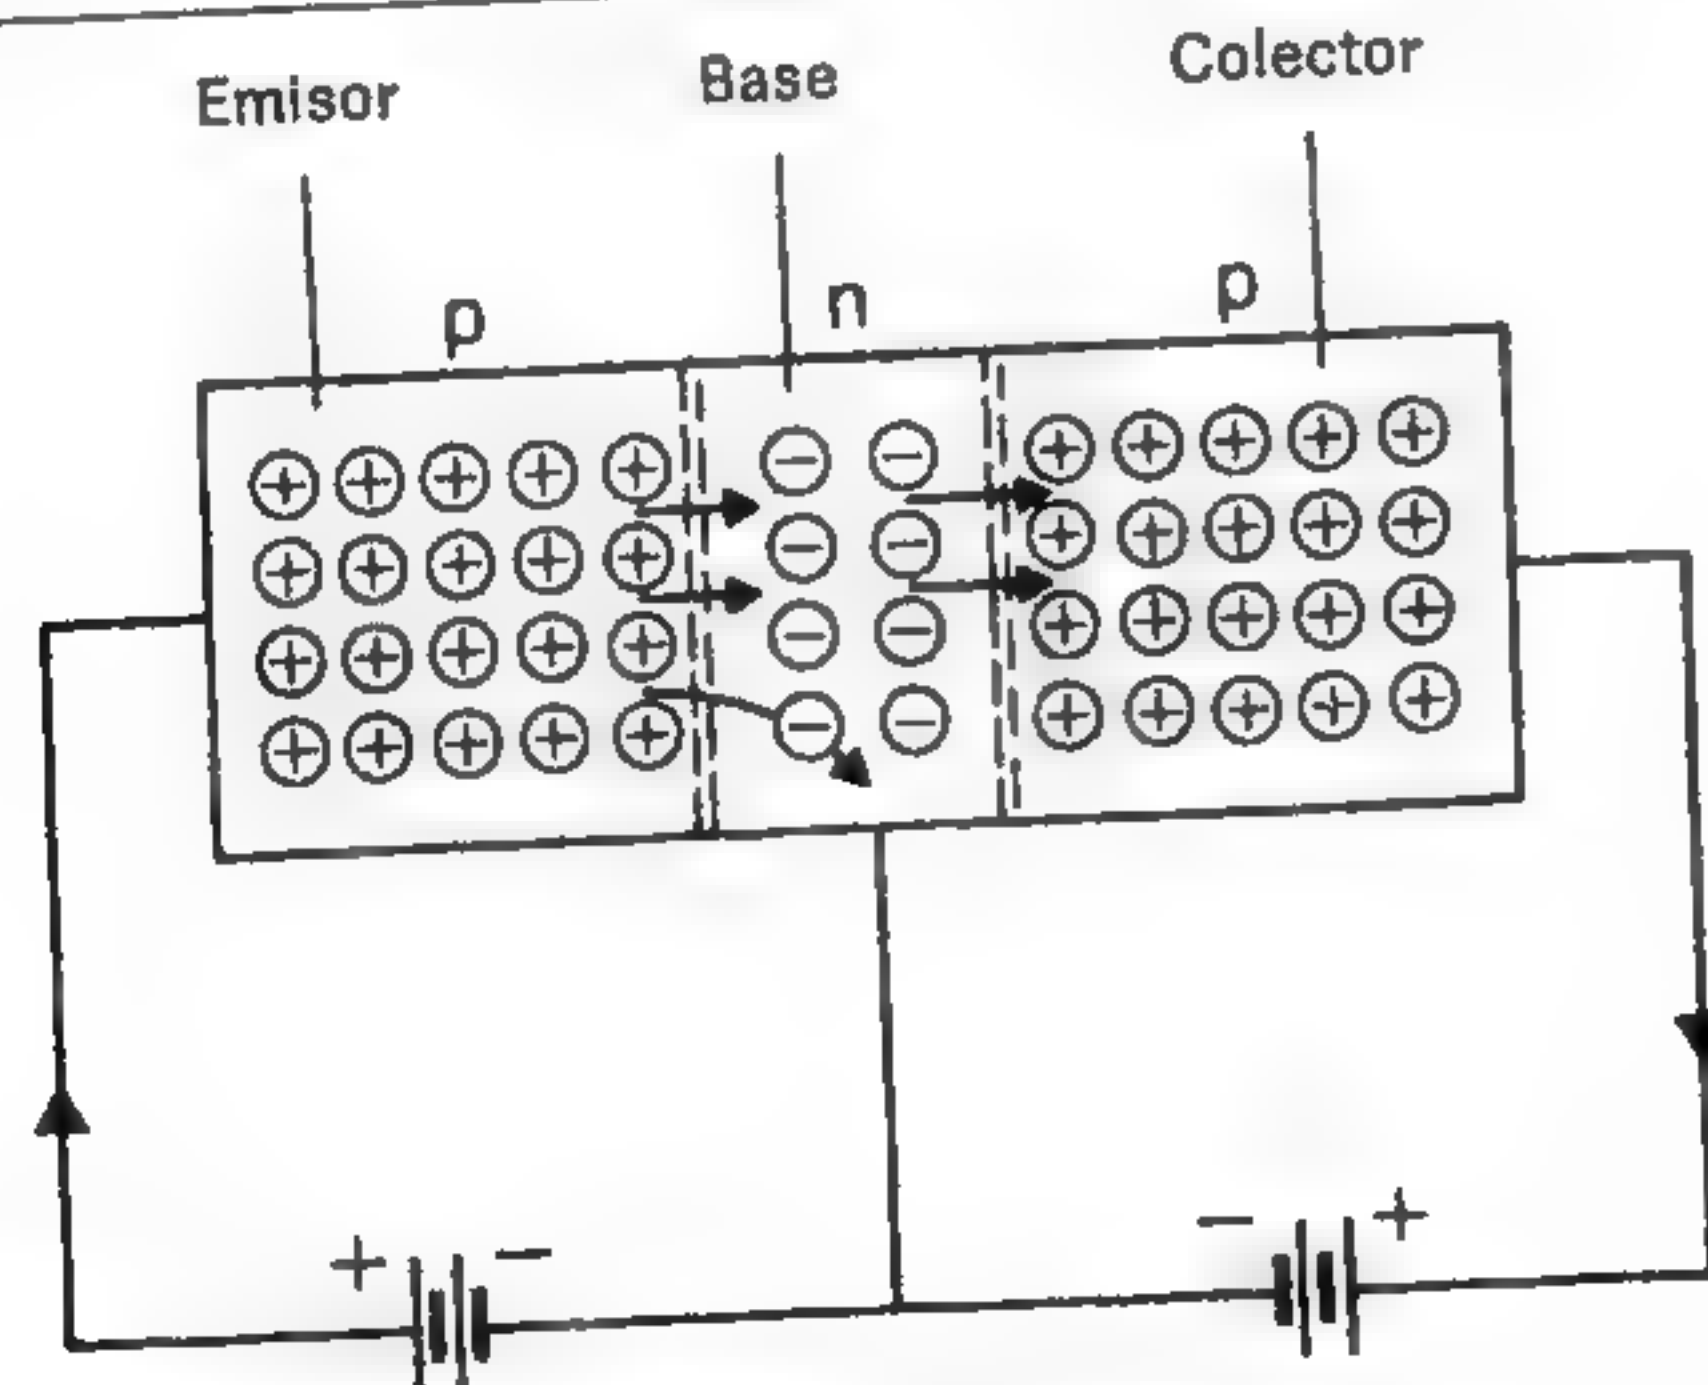 Emisor Base Colector
p n p
+ − − +